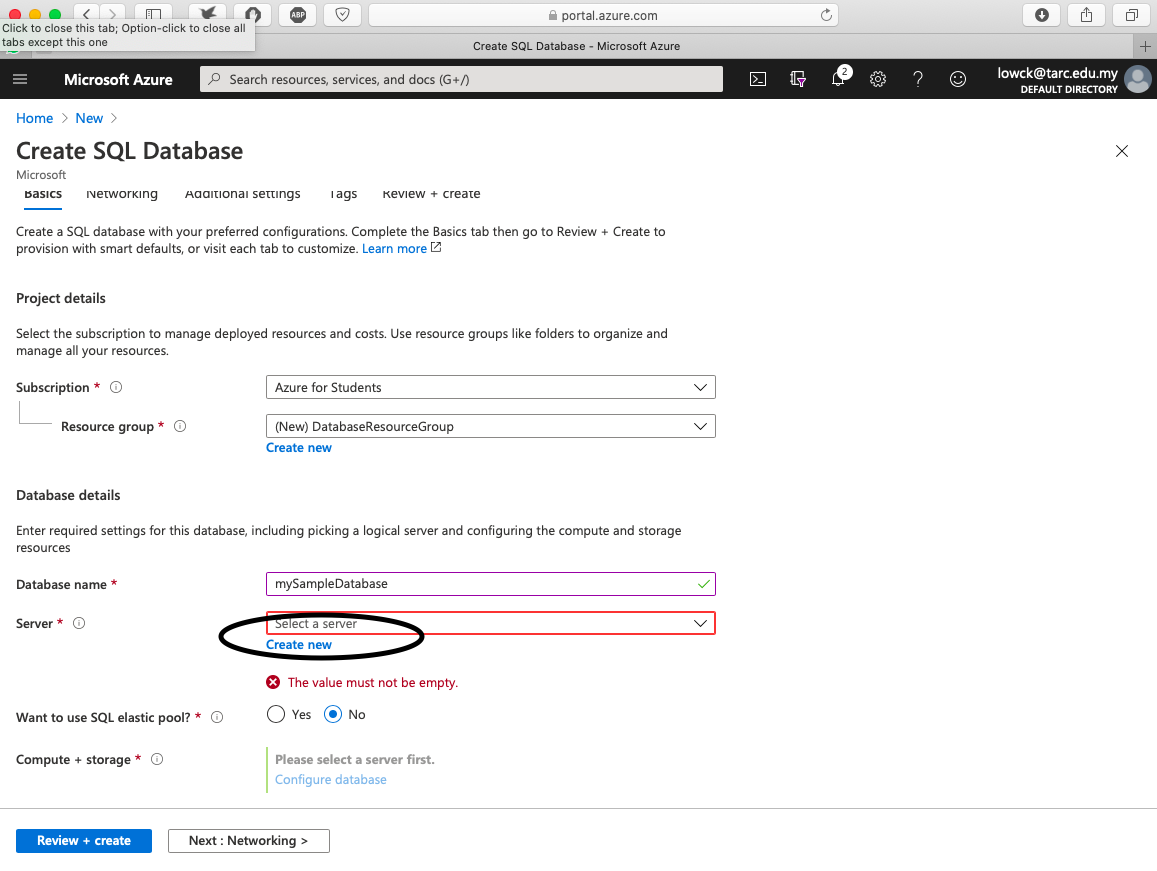 ABP
portal.azure.com
Click to close this tab; Option-click to close all
tabs except this one
Create SQL Database - Microsoft Azure
Microsoft Azure
Search resources, services, and docs (G+/)
2
lowck@tarc.edu.my
DEFAULT DIRECTORY
Home > New >
Create SQL Database
Microsoft
Basics Networking Additional settings Tags Review + create
Create a SQL database with your preferred configurations. Complete the Basics tab then go to Review + Create to
provision with smart defaults, or visit each tab to customize. Learn more
Project details
Select the subscription to manage deployed resources and costs. Use resource groups like folders to organize and
manage all your resources.
Subscription * Azure for Students
Resource group * (New) DatabaseResourceGroup
Create new
Database details
Enter required settings for this database, including picking a logical server and configuring the compute and storage
resources
Database name * mySampleDatabase
Server * Select a server
Create new
The value must not be empty.
Want to use SQL elastic pool? * Yes No
Compute + storage * Please select a server first.
Configure database
Review + create Next : Networking >